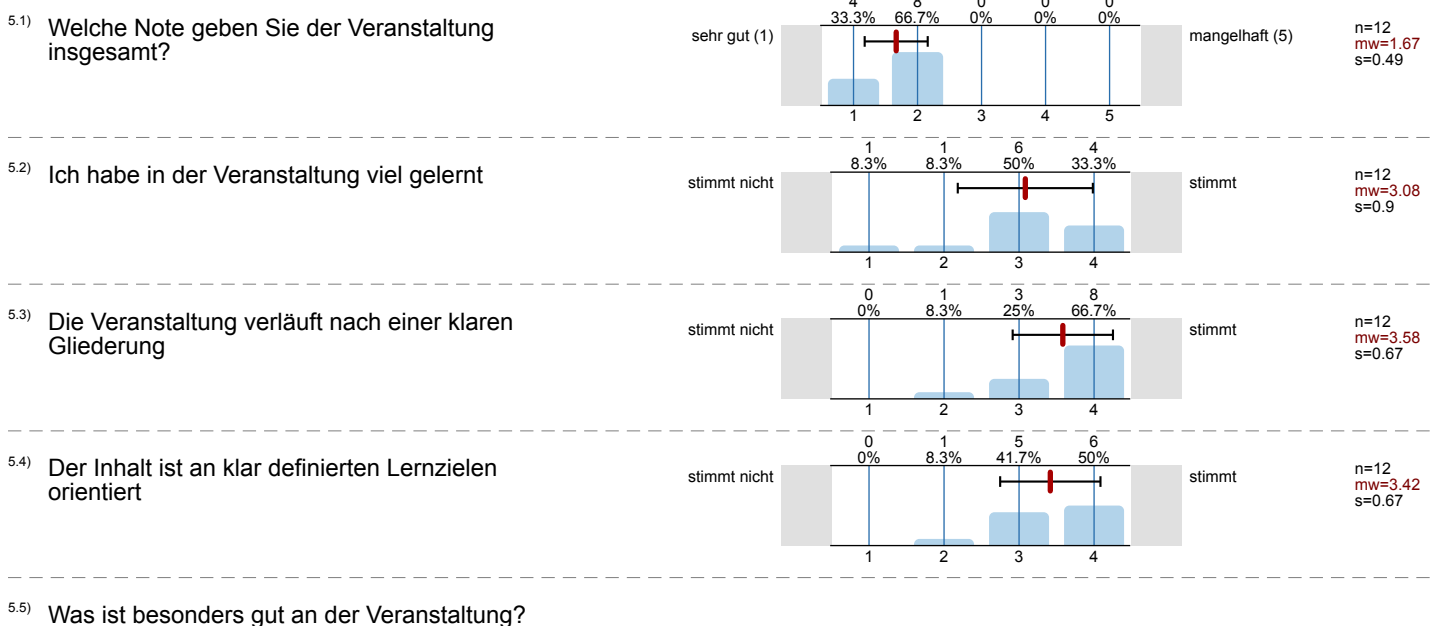 4 8 0 0 0
33.3% 66.7% 0% 0% 0%
5.1) Welche Note geben Sie der Veranstaltung
insgesamt?
sehr gut (1)
mangelhaft (5)
n=12
mw=1.67
s=0.49
1 2 3 4 5
1 1 6 4
8.3% 8.3% 50% 33.3%
5.2) Ich habe in der Veranstaltung viel gelernt
stimmt nicht
stimmt
n=12
mw=3.08
s=0.9
1 2 3 4
0 1 3 8
0% 8.3% 25% 66.7%
5.3) Die Veranstaltung verläuft nach einer klaren
Gliederung
stimmt nicht
stimmt
n=12
mw=3.58
s=0.67
1 2 3 4
0 1 5 6
0% 8.3% 41.7% 50%
5.4) Der Inhalt ist an klar definierten Lernzielen
orientiert
stimmt nicht
stimmt
n=12
mw=3.42
s=0.67
1 2 3 4
5.5) Was ist besonders gut an der Veranstaltung?